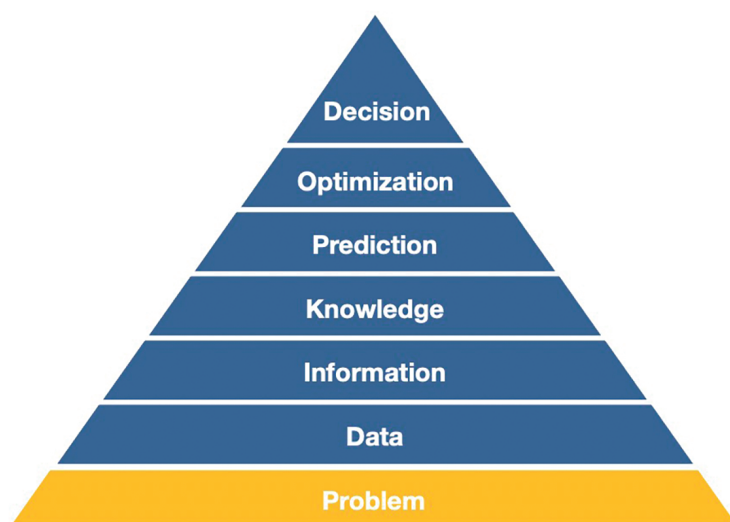 Decision
Optimization
Prediction
Knowledge
Information
Data
Problem